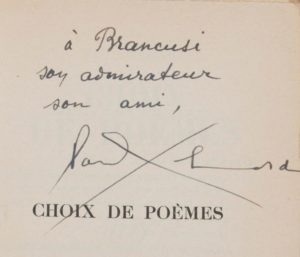 à Brancusi
son admirateur
son ami,
Paul Eluard
CHOIX DE POÈMES